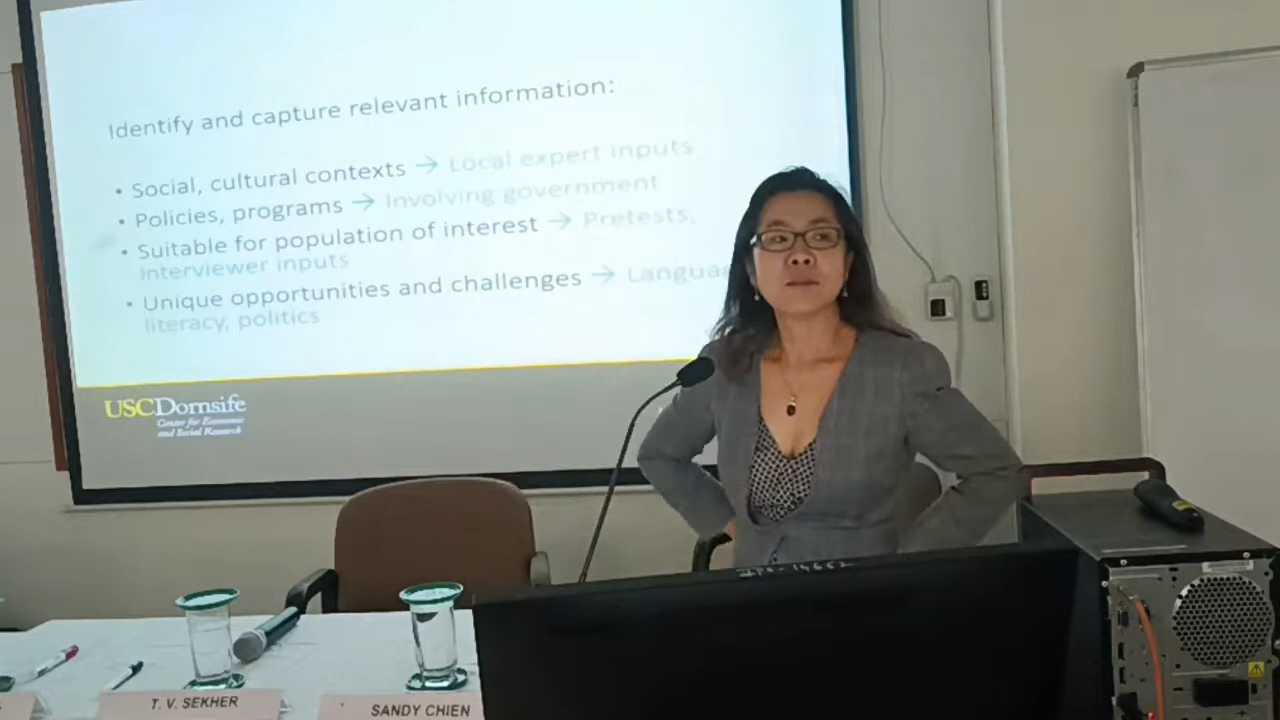 Identify and capture relevant information:
• Social, cultural contexts → Local expert inputs
• Policies, programs → Involving government
• Suitable for population of interest → Pretests,
Interviewer inputs
• Unique opportunities and challenges →
literacy, politics
USCDornsife
Center for Economic
and Social Research
T. V. SEKHER
SANDY CHIEN